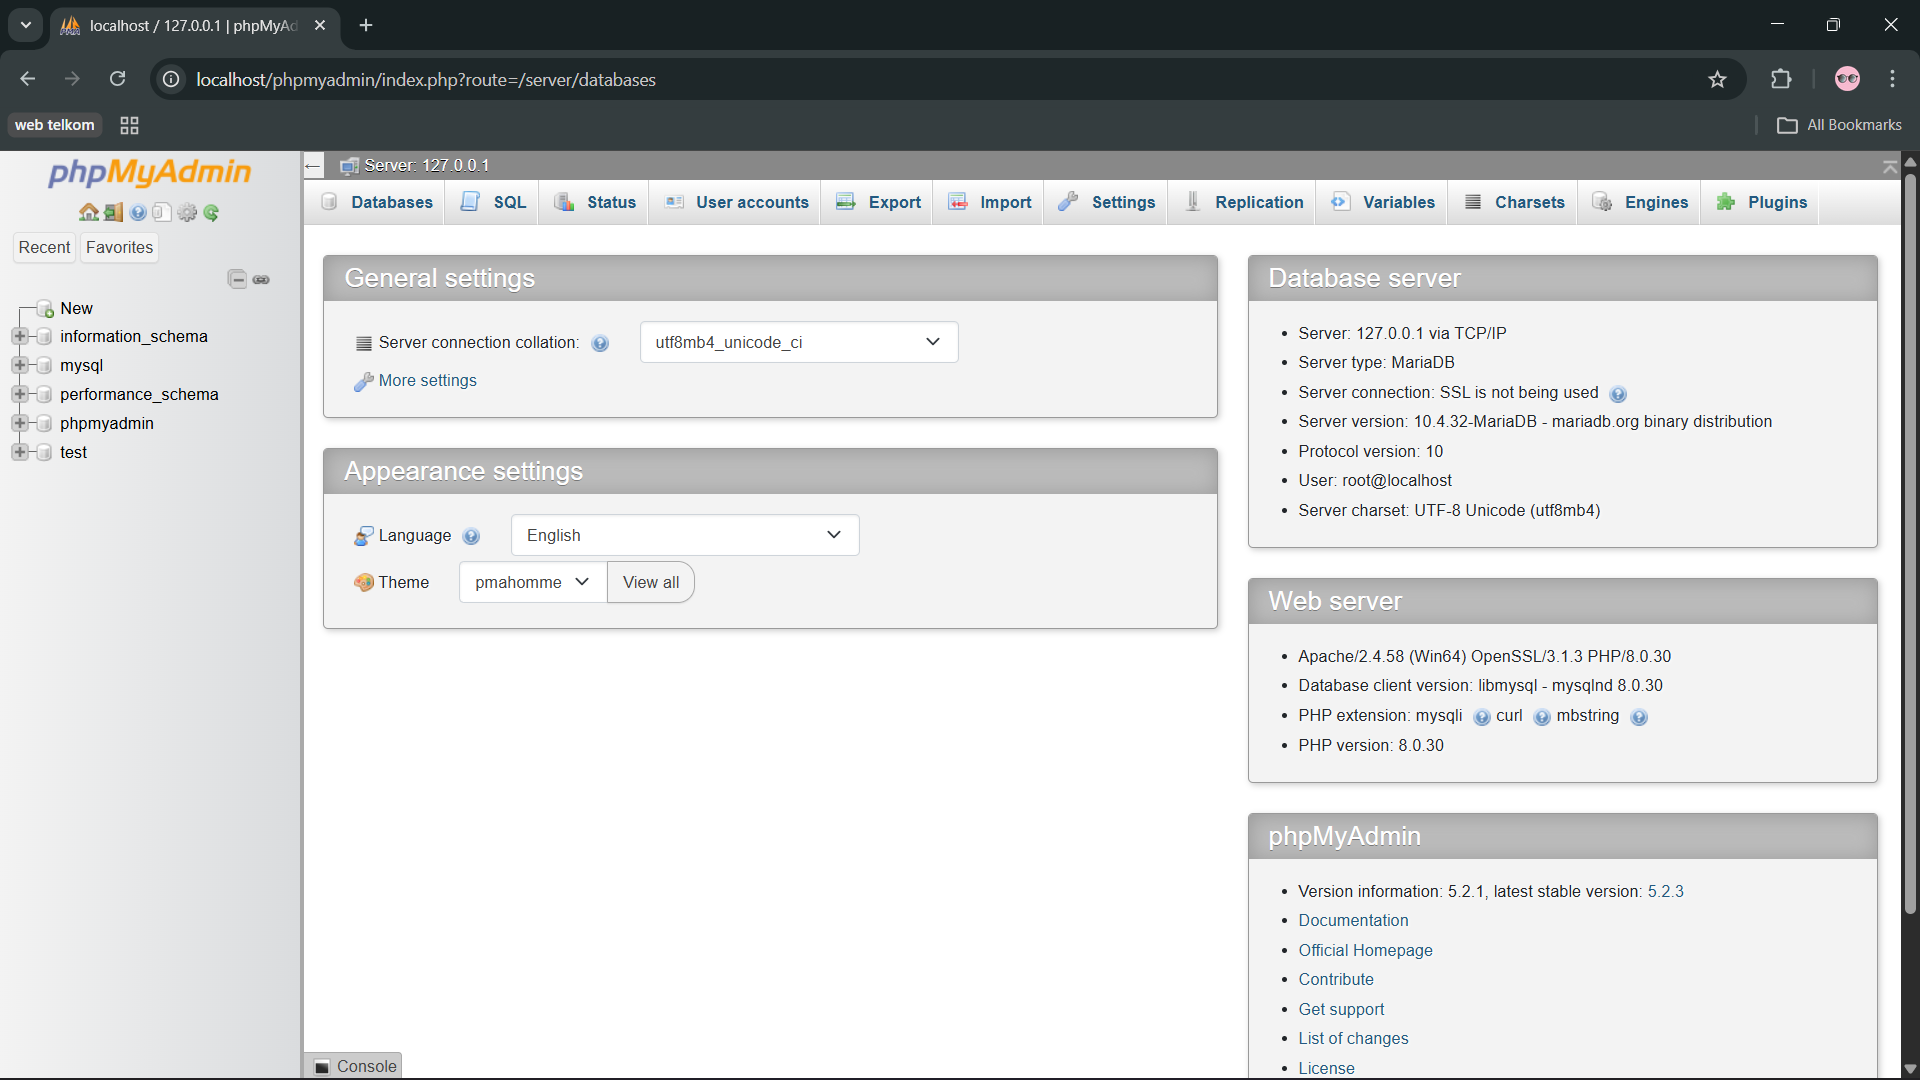 localhost / 127.0.0.1 | phpMyAd
localhost/phpmyadmin/index.php?route=/server/databases
web telkom
All Bookmarks
phpMyAdmin
Recent
Favorites
New
information_schema
mysql
performance_schema
phpmyadmin
test
Server: 127.0.0.1
Databases
SQL
Status
User accounts
Export
Import
Settings
Replication
Variables
Charsets
Engines
Plugins
General settings
Server connection collation:
utf8mb4_unicode_ci
More settings
Appearance settings
Language
English
Theme
pmahomme
View all
Database server
Server: 127.0.0.1 via TCP/IP
Server type: MariaDB
Server connection: SSL is not being used
Server version: 10.4.32-MariaDB - mariadb.org binary distribution
Protocol version: 10
User: root@localhost
Server charset: UTF-8 Unicode (utf8mb4)
Web server
Apache/2.4.58 (Win64) OpenSSL/3.1.3 PHP/8.0.30
Database client version: libmysql - mysqlnd 8.0.30
PHP extension: mysqli curl mbstring
PHP version: 8.0.30
phpMyAdmin
Version information: 5.2.1, latest stable version: 5.2.3
Documentation
Official Homepage
Contribute
Get support
List of changes
License
Console